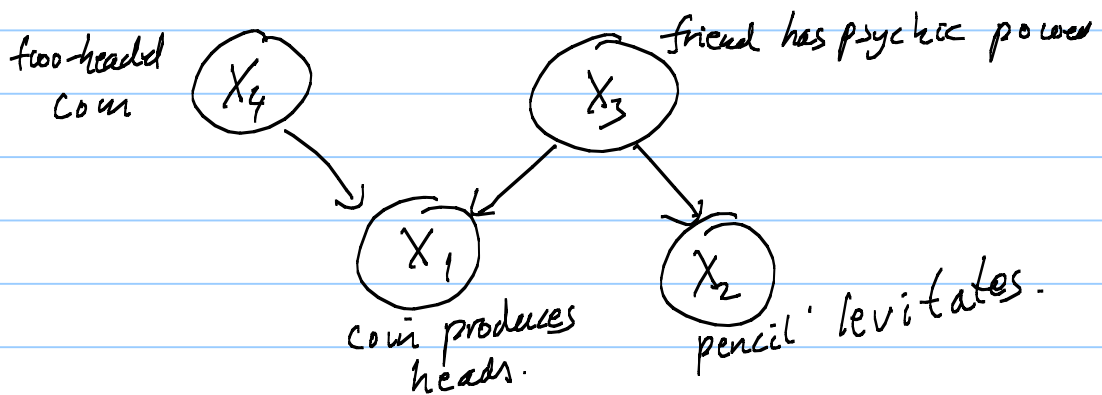 friend has psychic power
two-headed
coin
X4
X3
X1
X2
coin produces
heads.
pencil levitates.